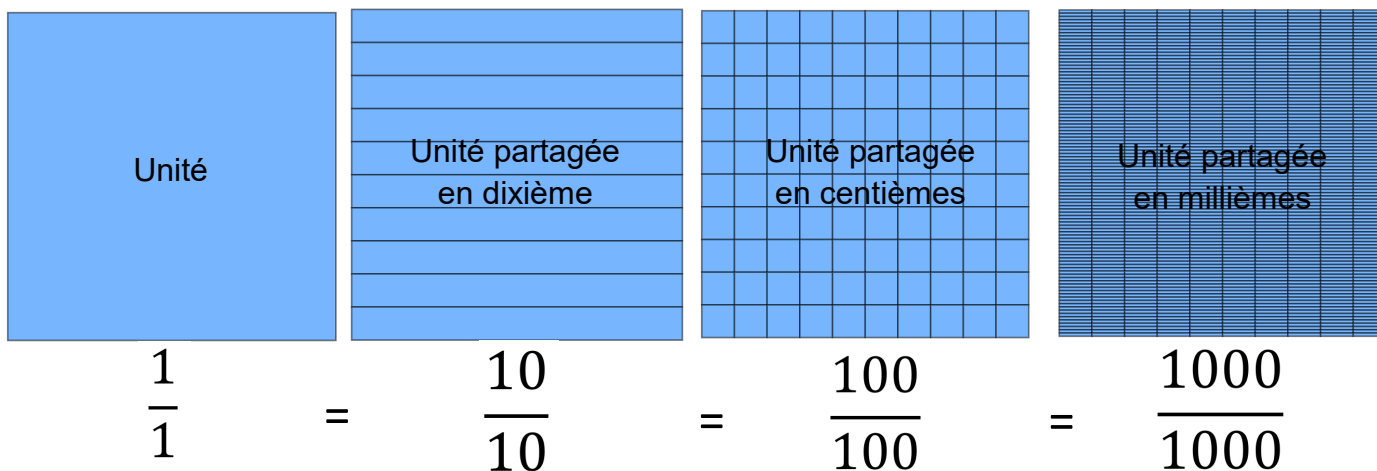 Unité
Unité partagée
en dixième
Unité partagée
en centièmes
Unité partagée
en millièmes
1/1 = 10/10 = 100/100 = 1000/1000